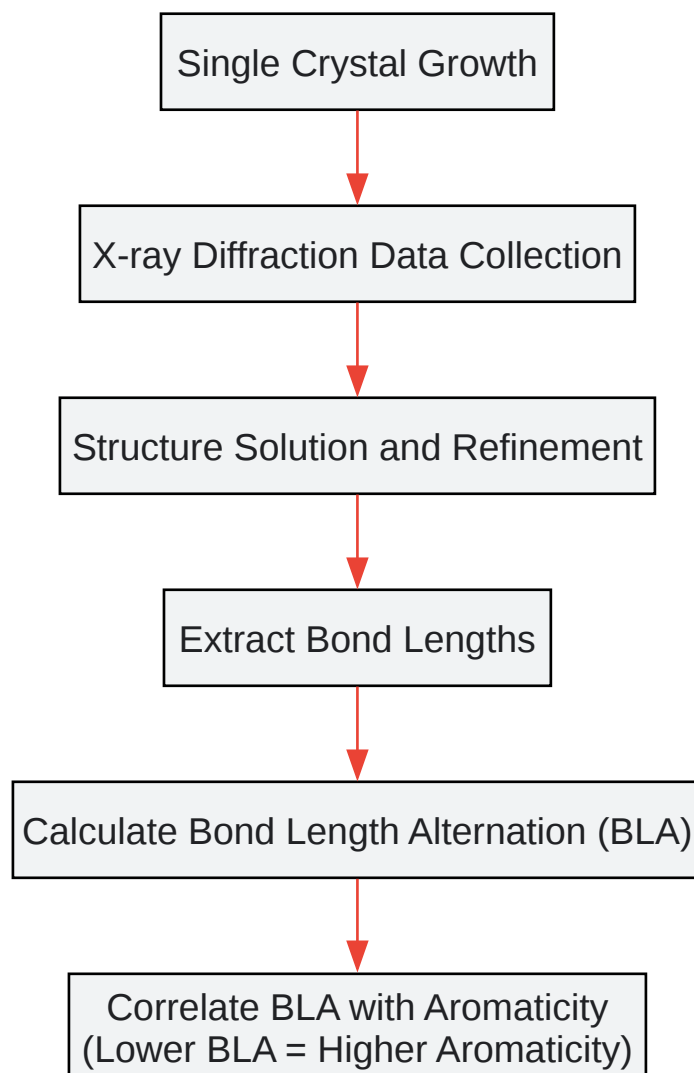 Single Crystal Growth
X-ray Diffraction Data Collection
Structure Solution and Refinement
Extract Bond Lengths
Calculate Bond Length Alternation (BLA)
Correlate BLA with Aromaticity
(Lower BLA = Higher Aromaticity)